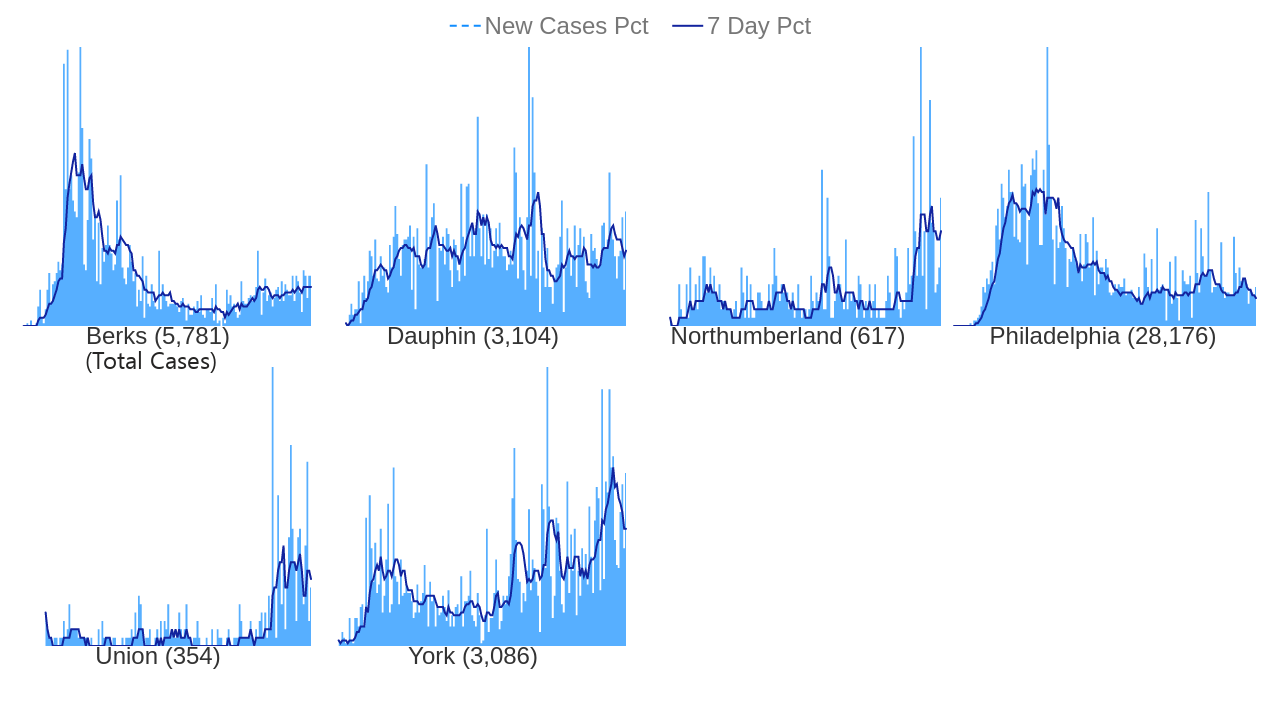 New Cases Pct 7 Day Pct
Berks (5,781) Dauphin (3,104) Northumberland (617) Philadelphia (28,176)
(Total Cases)
Union (354) York (3,086)